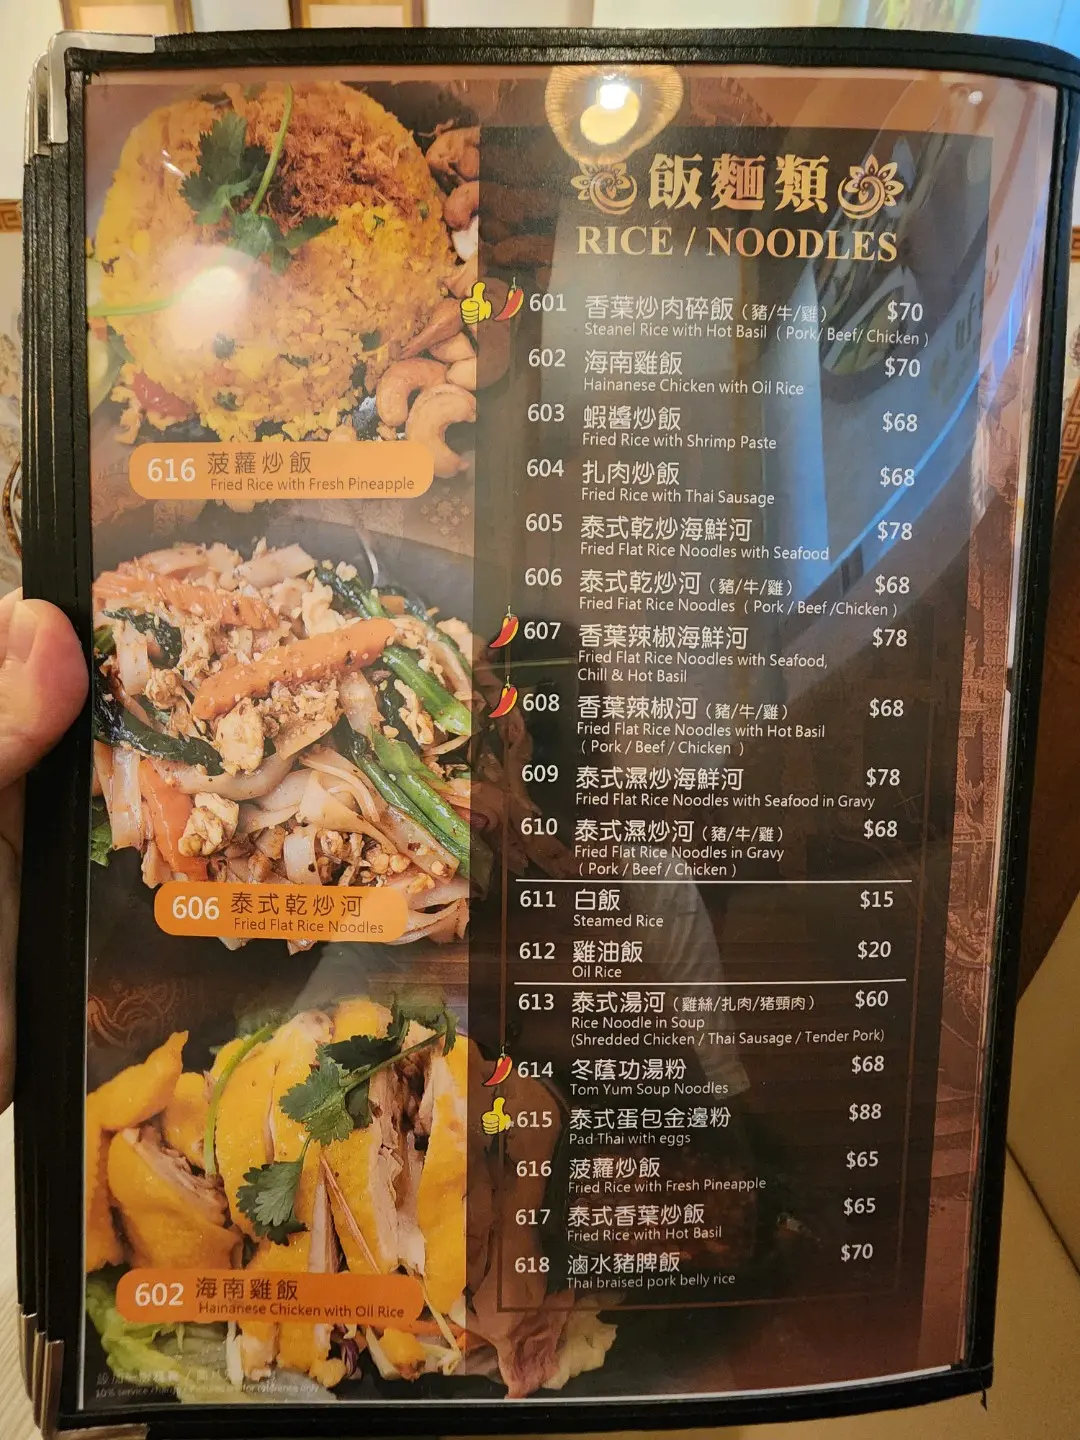 飯麵類
RICE / NOODLES
601 香葉炒肉碎飯（豬/牛/雞） $70
Steanel Rice with Hot Basil ( Pork/ Beef/ Chicken )
602 海南雞飯 $70
Hainanese Chicken with Oil Rice
603 蝦醬炒飯 $68
Fried Rice with Shrimp Paste
604 扎肉炒飯 $68
Fried Rice with Thai Sausage
605 泰式乾炒海鮮河 $78
Fried Flat Rice Noodles with Seafood
606 泰式乾炒河（豬/牛/雞） $68
Fried Flat Rice Noodles ( Pork / Beef /Chicken )
607 香葉辣椒海鮮河 $78
Fried Flat Rice Noodles with Seafood,
Chill & Hot Basil
608 香葉辣椒河（豬/牛/雞） $68
Fried Flat Rice Noodles with Hot Basil
( Pork / Beef / Chicken )
609 泰式濕炒海鮮河 $78
Fried Flat Rice Noodles with Seafood in Gravy
610 泰式濕炒河（豬/牛/雞） $68
Fried Flat Rice Noodles in Gravy
( Pork / Beef / Chicken )
611 白飯 $15
Steamed Rice
612 雞油飯 $20
Oil Rice
613 泰式湯河（雞絲/扎肉/猪頸肉） $60
Rice Noodle in Soup
(Shredded Chicken / Thai Sausage / Tender Pork)
614 冬蔭功湯粉 $68
Tom Yum Soup Noodles
615 泰式蛋包金邊粉 $88
Pad Thai with eggs
616 菠蘿炒飯 $65
Fried Rice with Fresh Pineapple
617 泰式香葉炒飯 $65
Fried Rice with Hot Basil
618 滷水豬脾飯 $70
Thai braised pork belly rice
616 菠蘿炒飯
Fried Rice with Fresh Pineapple
606 泰式乾炒河
Fried Flat Rice Noodles
602 海南雞飯
Hainanese Chicken with Oil Rice
10% service charge / for reference only